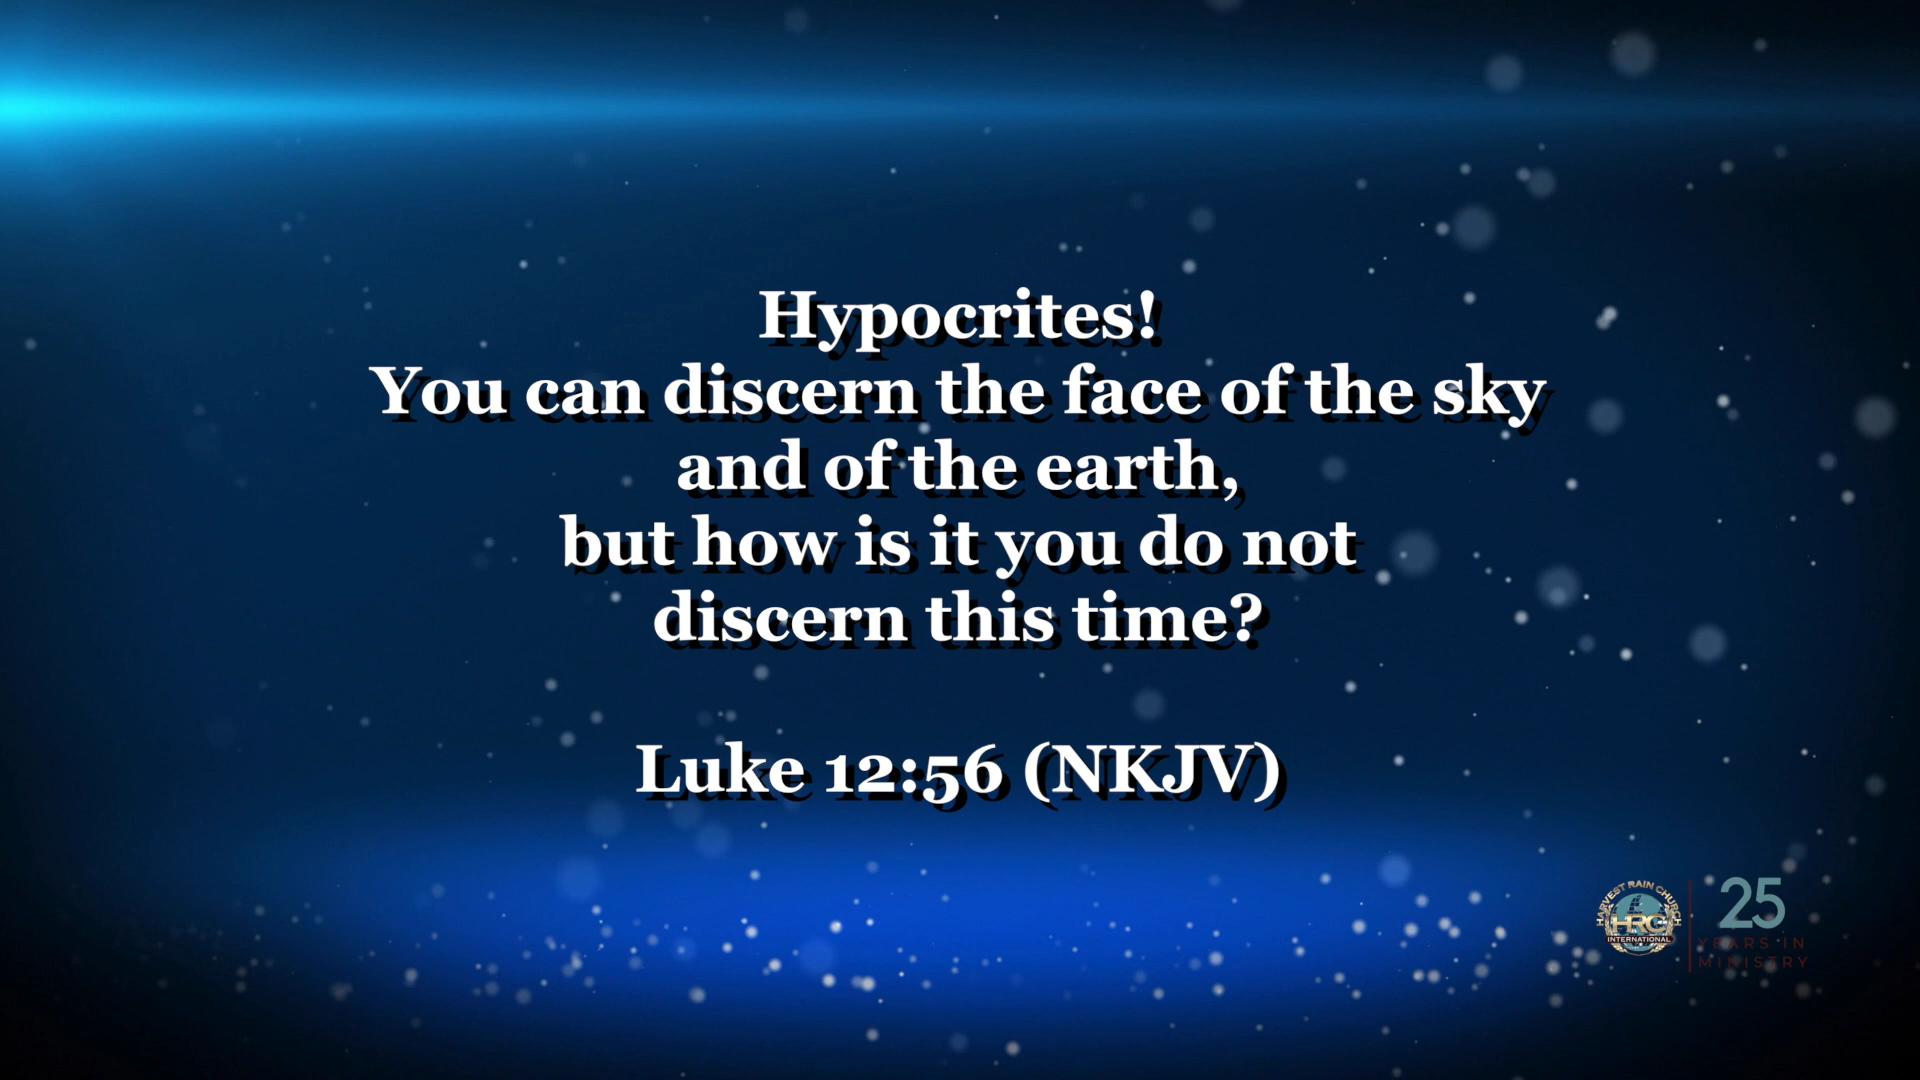 Hypocrites!
You can discern the face of the sky
and of the earth,
but how is it you do not
discern this time?
Luke 12:56 (NKJV)
HARVEST RAIN CHURCH
HRC
INTERNATIONAL
25
YEARS IN
MINISTRY